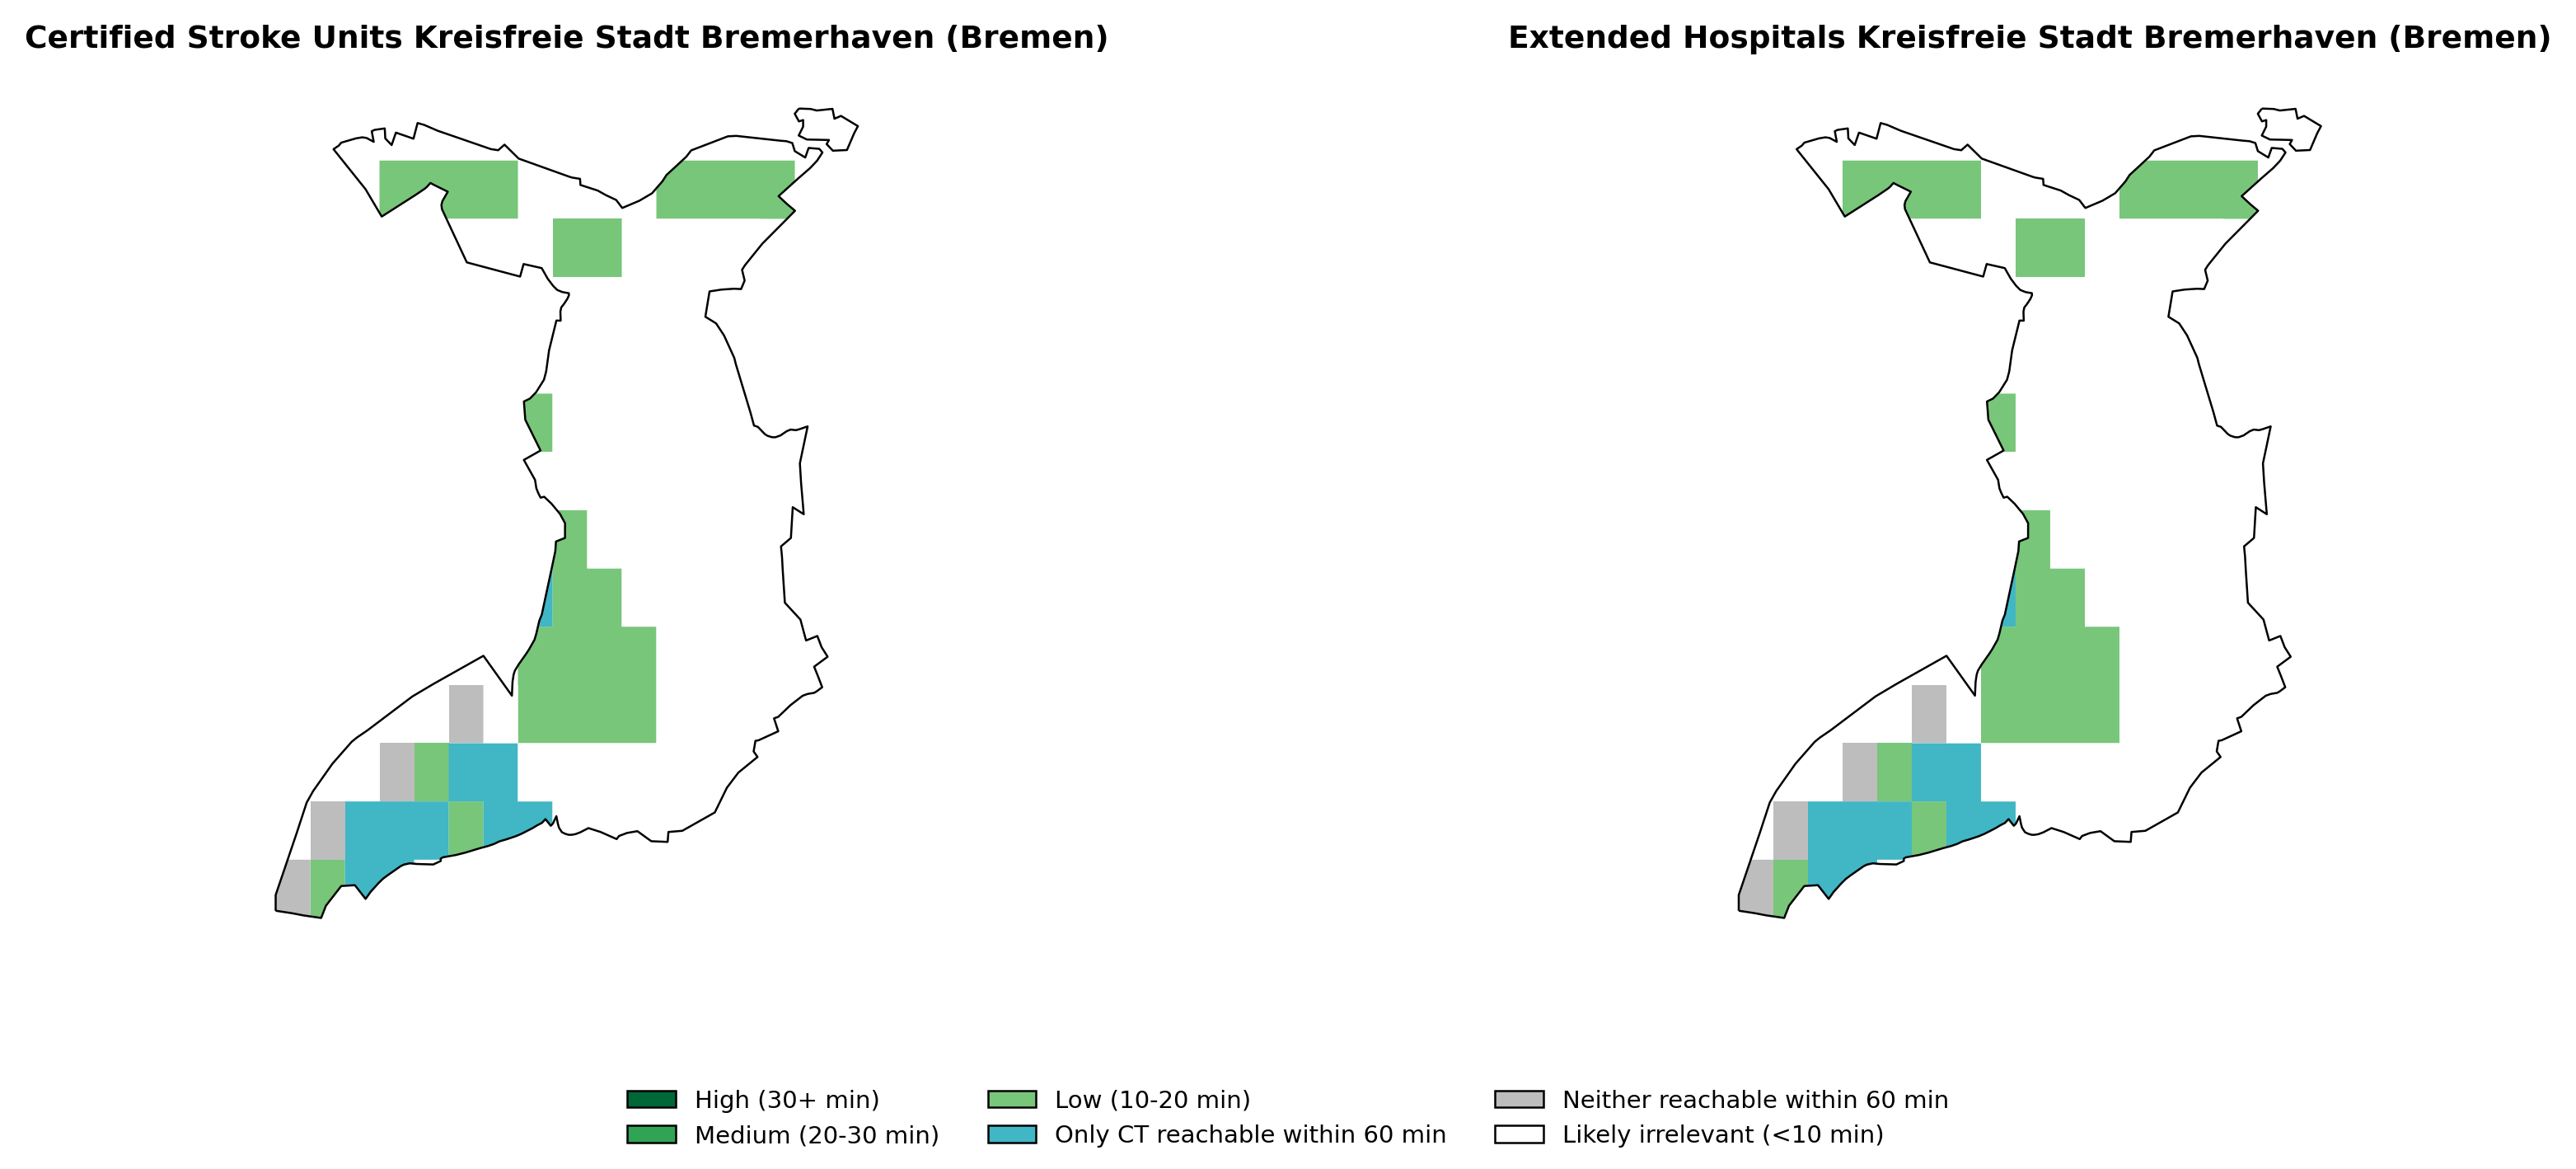 Certified Stroke Units Kreisfreie Stadt Bremerhaven (Bremen)
Extended Hospitals Kreisfreie Stadt Bremerhaven (Bremen)
High (30+ min)
Medium (20-30 min)
Low (10-20 min)
Only CT reachable within 60 min
Neither reachable within 60 min
Likely irrelevant (<10 min)